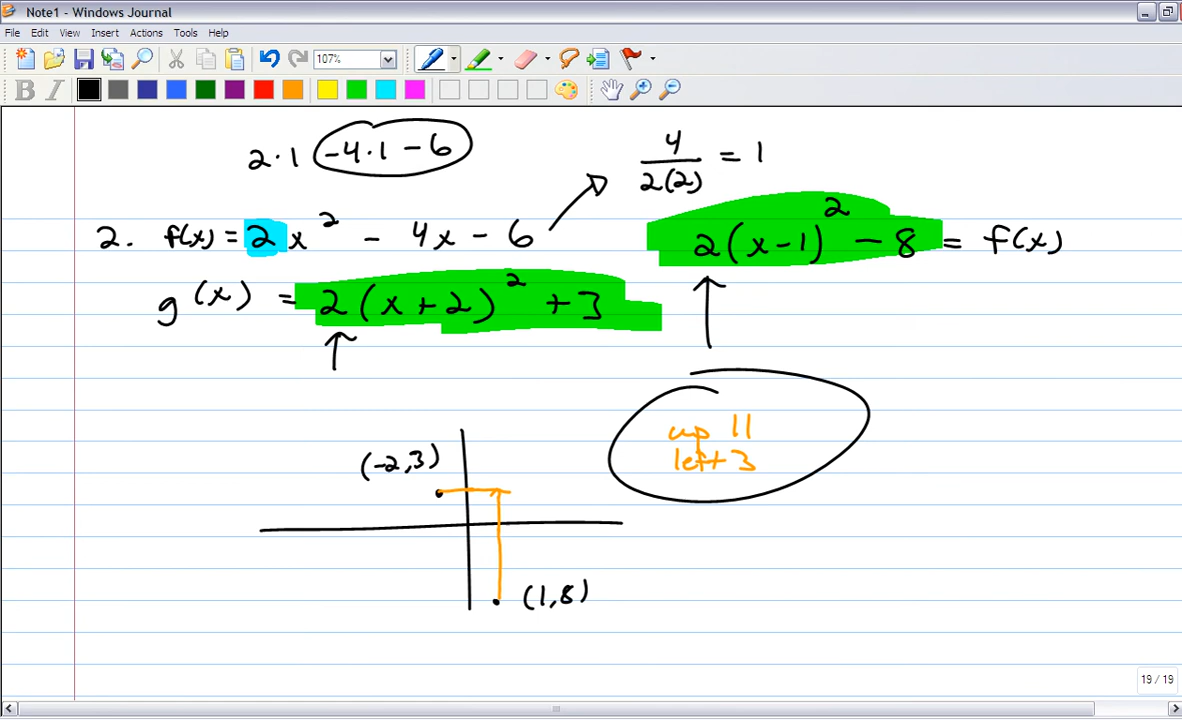 Note1 - Windows Journal
File Edit View Insert Actions Tools Help
107%
B I
2·1 -4·1 - 6
4/2(2) = 1
2. f(x) = 2x² - 4x - 6
2(x-1)² - 8 = f(x)
g(x) = 2(x+2)² + 3
up 11
left 3
(-2,3)
(1,8)
19 / 19